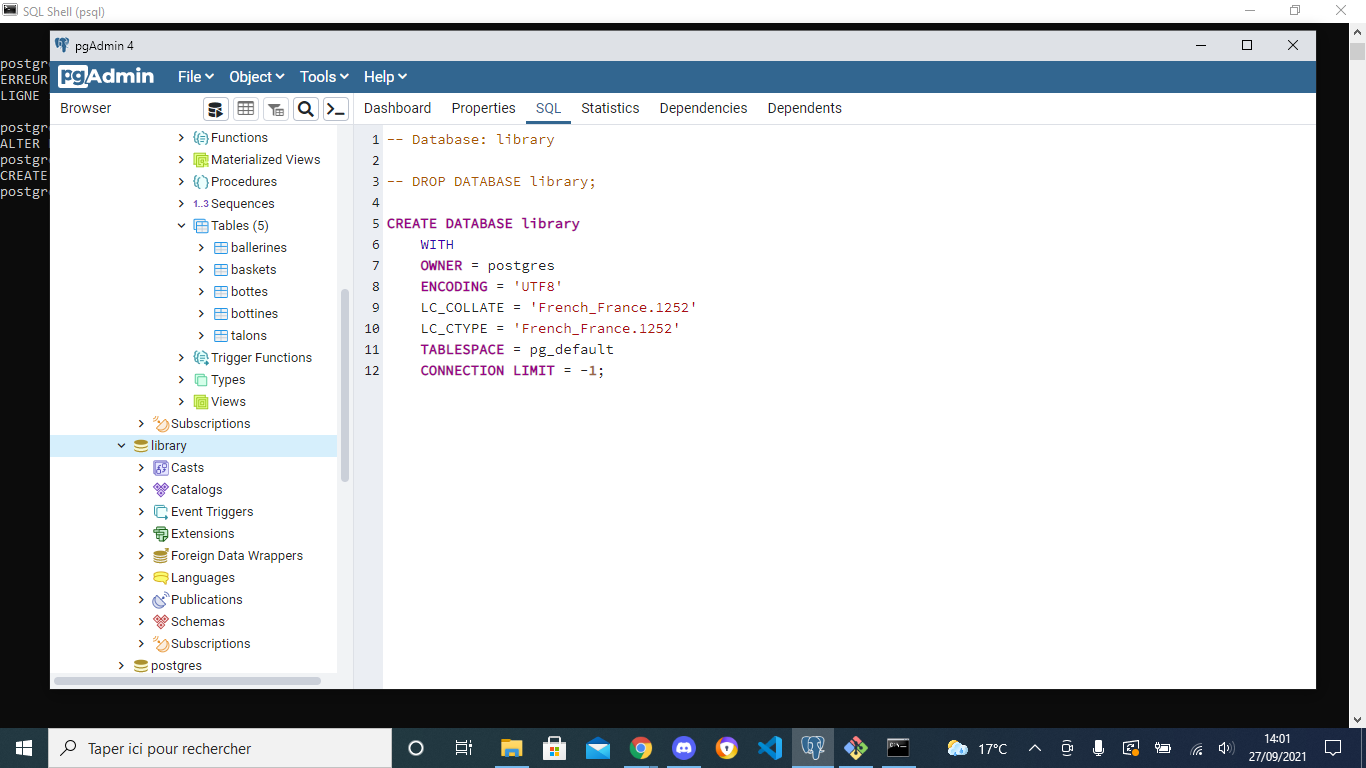 SQL Shell (psql)
postgr
ERREUR
LIGNE
postgr
ALTER
postgr
CREATE
postgr
pgAdmin 4
pgAdmin File Object Tools Help
Browser
Dashboard Properties SQL Statistics Dependencies Dependents
Functions
Materialized Views
Procedures
1..3 Sequences
Tables (5)
ballerines
baskets
bottes
bottines
talons
Trigger Functions
Types
Views
Subscriptions
library
Casts
Catalogs
Event Triggers
Extensions
Foreign Data Wrappers
Languages
Publications
Schemas
Subscriptions
postgres
1 -- Database: library
2
3 -- DROP DATABASE library;
4
5 CREATE DATABASE library
6 WITH
7 OWNER = postgres
8 ENCODING = 'UTF8'
9 LC_COLLATE = 'French_France.1252'
10 LC_CTYPE = 'French_France.1252'
11 TABLESPACE = pg_default
12 CONNECTION LIMIT = -1;
Taper ici pour rechercher
17°C
14:01
27/09/2021